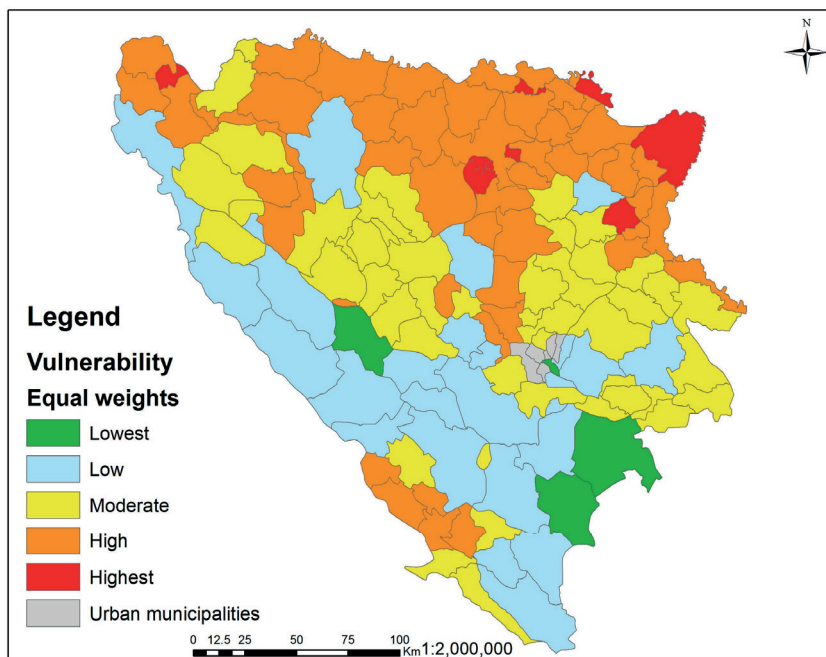 N
Legend
Vulnerability
Equal weights
Lowest
Low
Moderate
High
Highest
Urban municipalities
0 12.5 25 50 75 100
Km 1:2,000,000